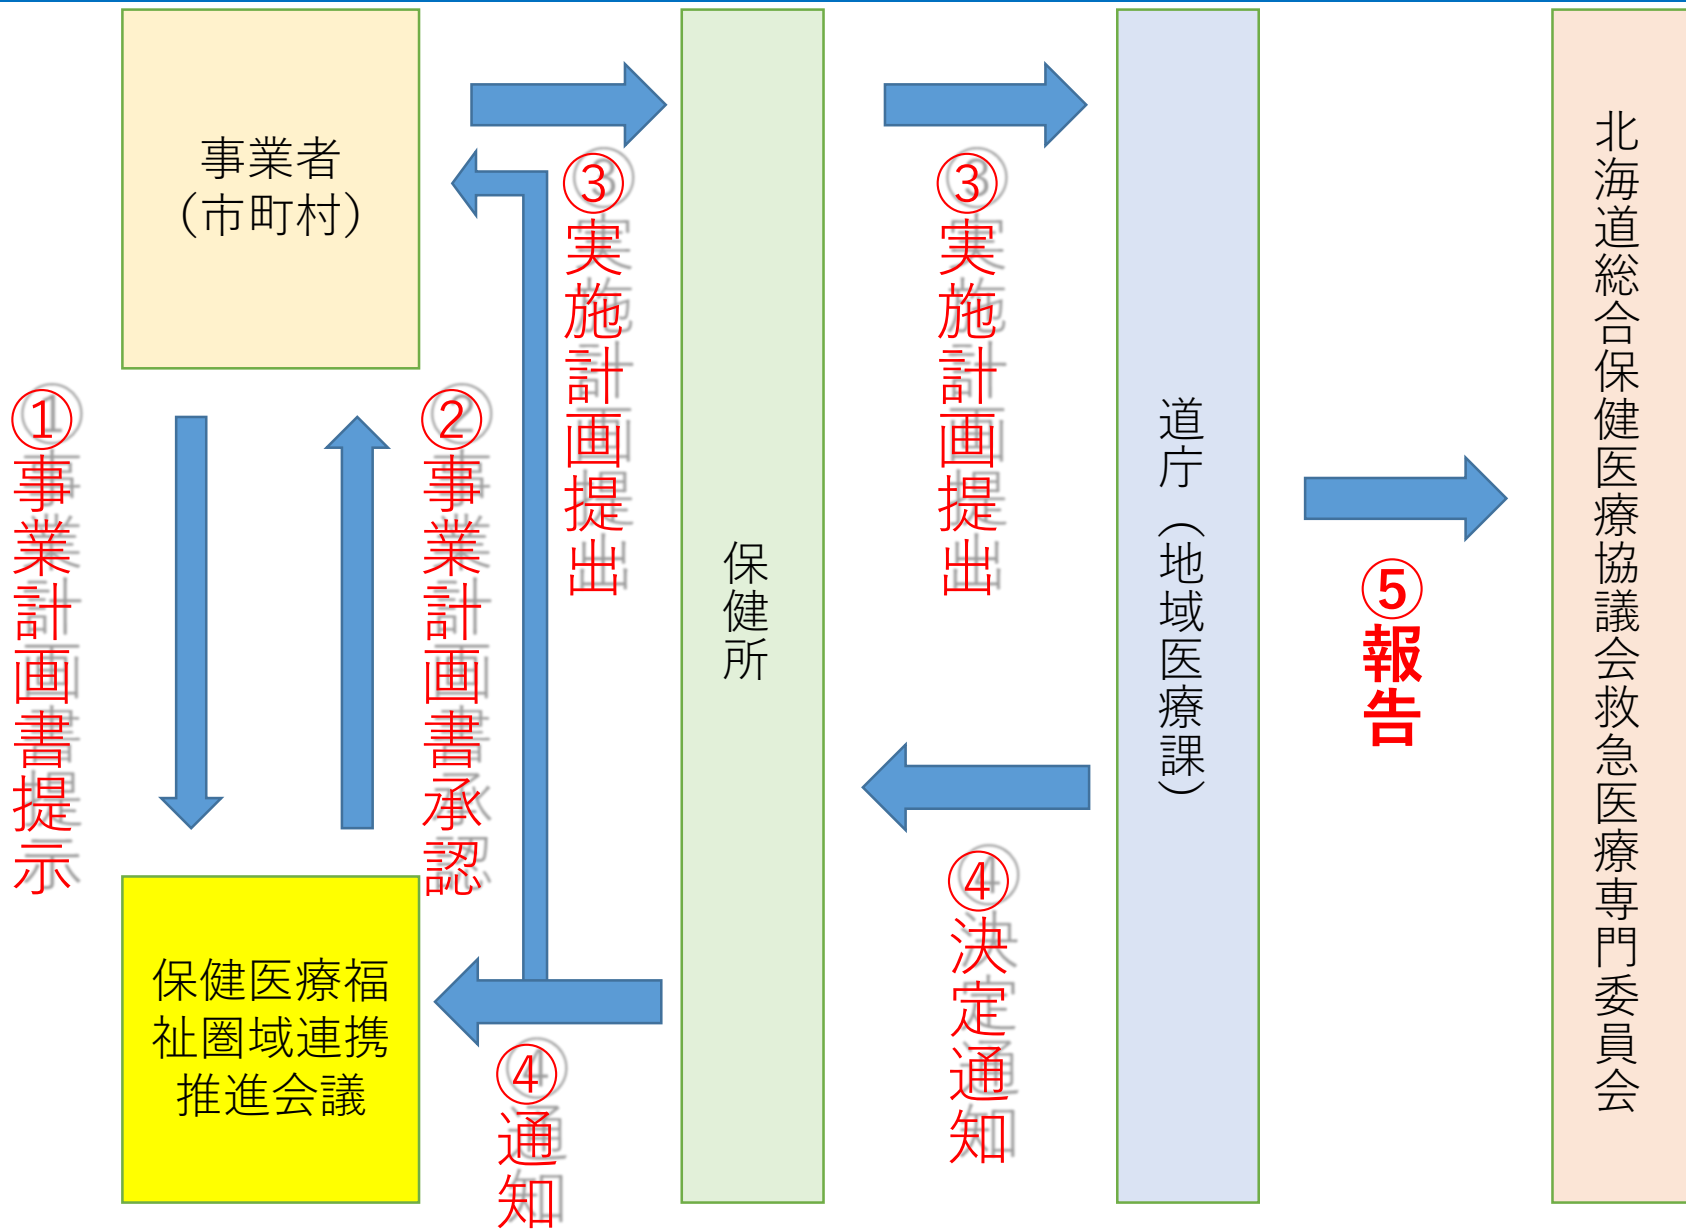 事業者
（市町村）
①事業計画書提示
②事業計画書承認
保健医療福
祉圏域連携
推進会議
③実施計画提出
④通知
保健所
③実施計画提出
④決定通知
道庁（地域医療課）
⑤報告
北海道総合保健医療協議会救急医療専門委員会